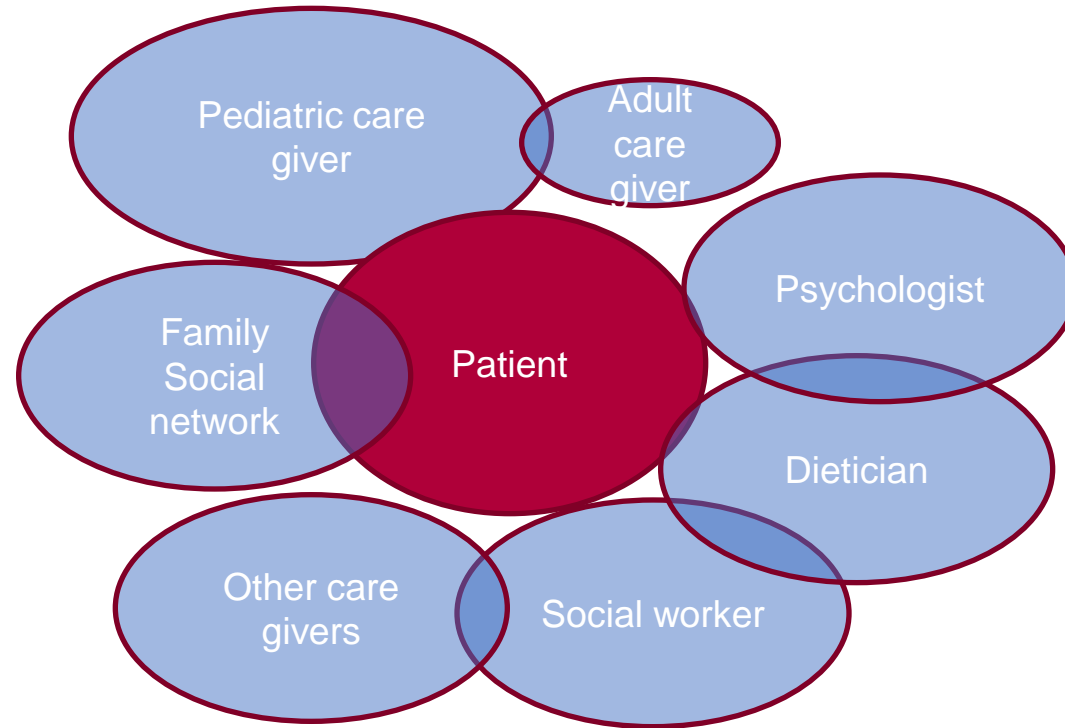 Pediatric care
giver
Adult
care
giver
Psychologist
Family
Social
network
Patient
Dietician
Other care
givers
Social worker